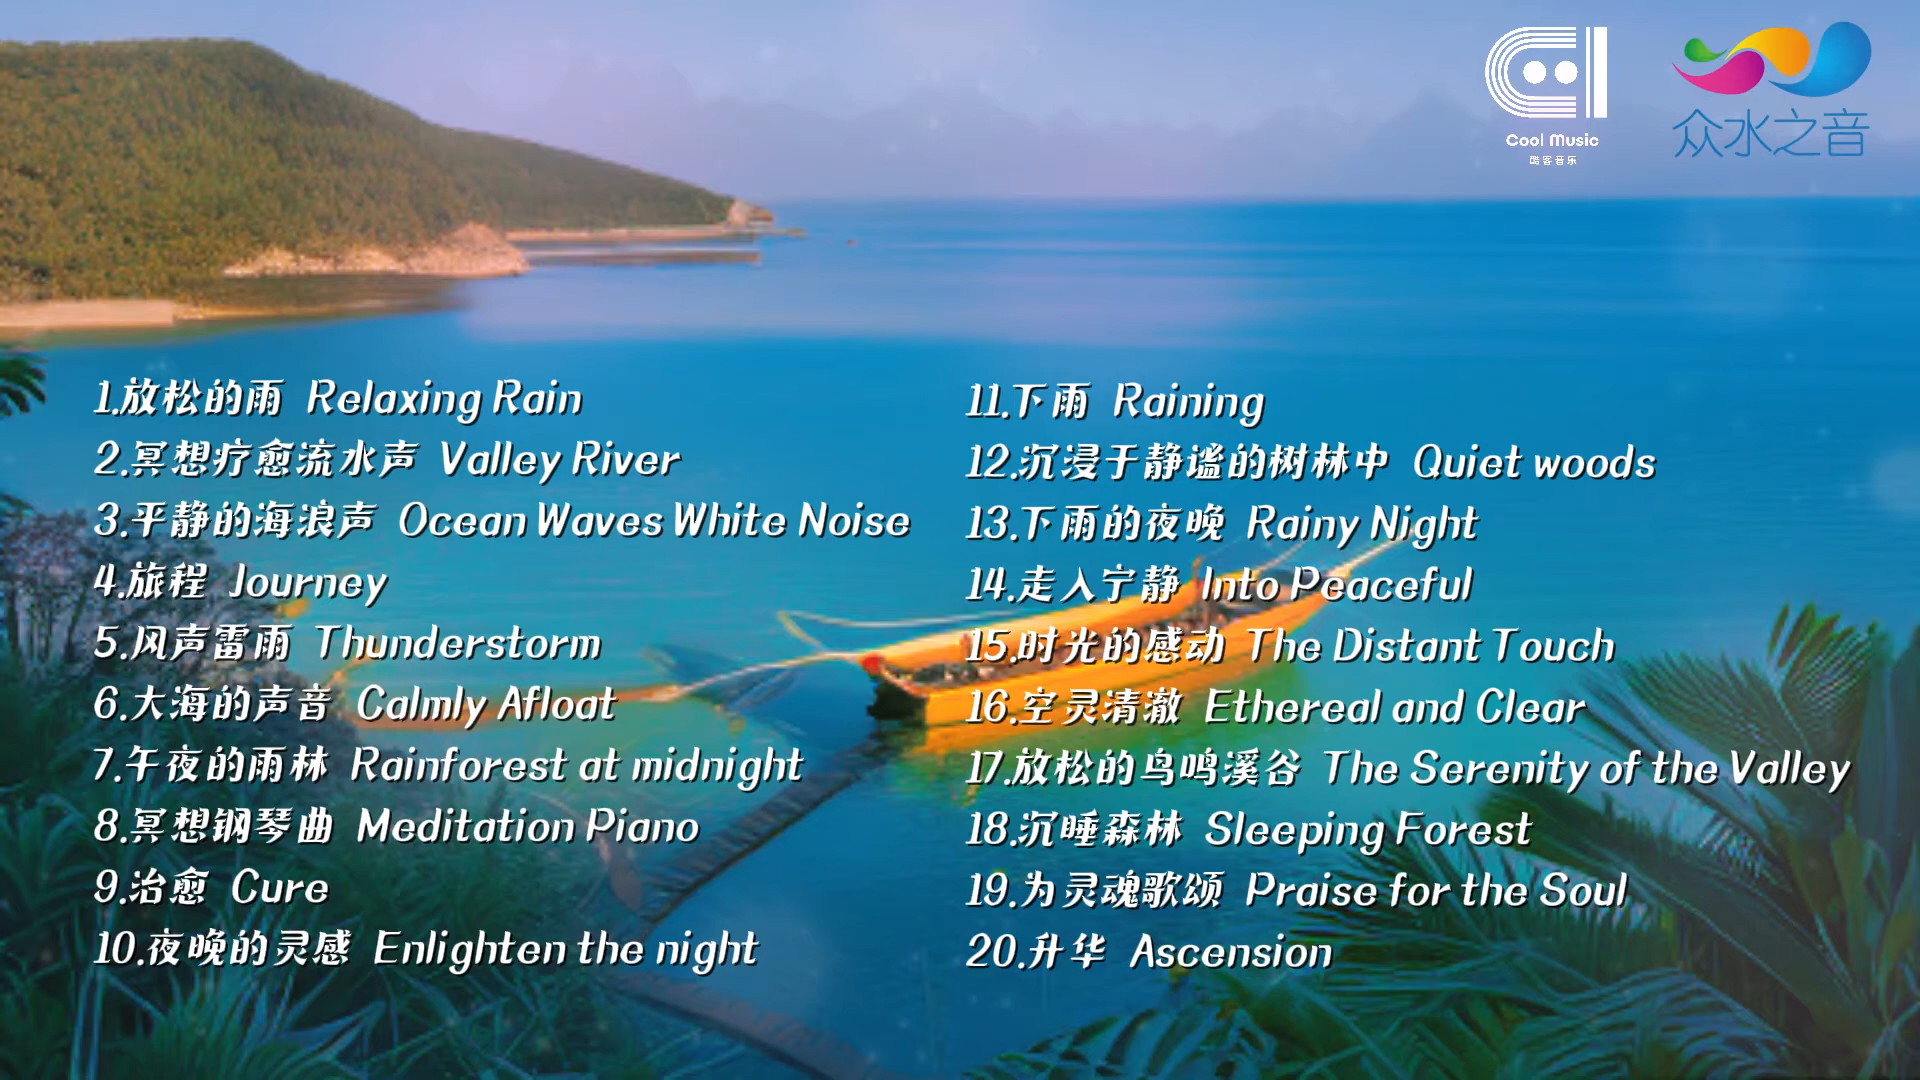 Cool Music
酷客音乐
众水之音
1.放松的雨 Relaxing Rain
2.冥想疗愈流水声 Valley River
3.平静的海浪声 Ocean Waves White Noise
4.旅程 Journey
5.风声雷雨 Thunderstorm
6.大海的声音 Calmly Afloat
7.午夜的雨林 Rainforest at midnight
8.冥想钢琴曲 Meditation Piano
9.治愈 Cure
10.夜晚的灵感 Enlighten the night
11.下雨 Raining
12.沉浸于静谧的树林中 Quiet woods
13.下雨的夜晚 Rainy Night
14.走入宁静 Into Peaceful
15.时光的感动 The Distant Touch
16.空灵清澈 Ethereal and Clear
17.放松的鸟鸣溪谷 The Serenity of the Valley
18.沉睡森林 Sleeping Forest
19.为灵魂歌颂 Praise for the Soul
20.升华 Ascension